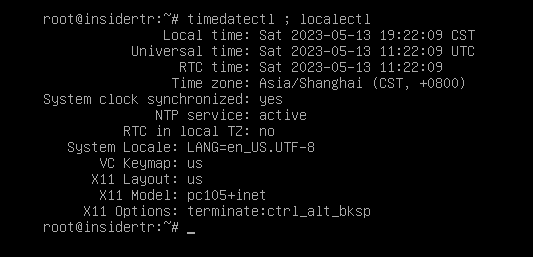 root@insidertr:~# timedatectl ; localectl
Local time: Sat 2023-05-13 19:22:09 CST
Universal time: Sat 2023-05-13 11:22:09 UTC
RTC time: Sat 2023-05-13 11:22:09
Time zone: Asia/Shanghai (CST, +0800)
System clock synchronized: yes
NTP service: active
RTC in local TZ: no
System Locale: LANG=en_US.UTF-8
VC Keymap: us
X11 Layout: us
X11 Model: pc105+inet
X11 Options: terminate:ctrl_alt_bksp
root@insidertr:~# _